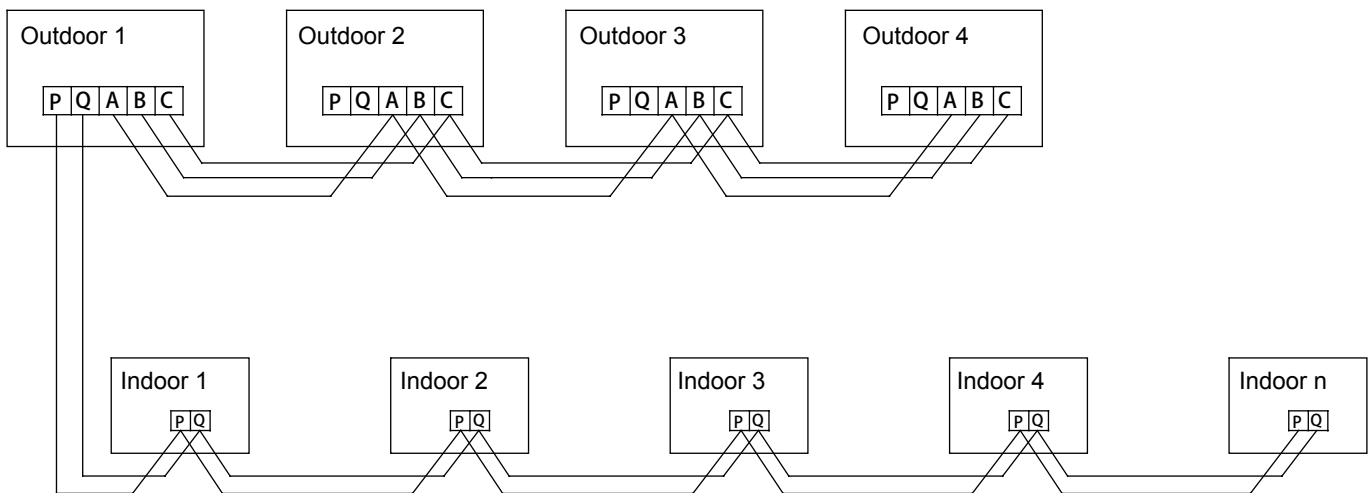 Outdoor 1
Outdoor 2
Outdoor 3
Outdoor 4
P Q A B C
P Q A B C
P Q A B C
P Q A B C
Indoor 1
Indoor 2
Indoor 3
Indoor 4
Indoor n
P Q
P Q
P Q
P Q
P Q